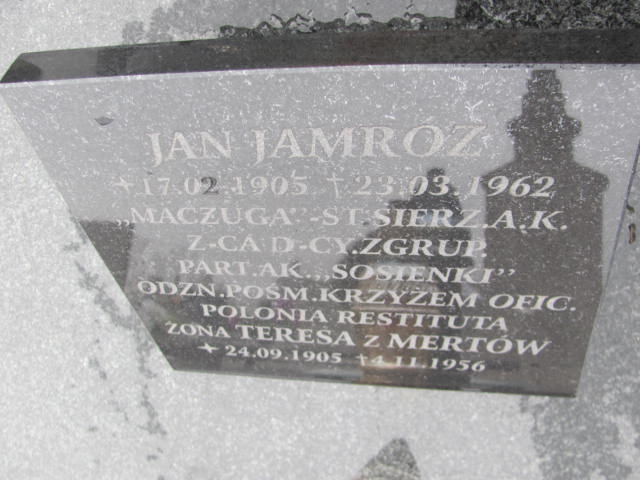 JAN JAMRÓZ
+17.02.1905 †23.03.1962
„MACZUGA”-ST.SIERZ.A.K.
Z-CA D-CY.ZGRUP.
PART.AK.„SOSIENKI”
ODZN.POŚM.KRZYŻEM OFIC.
POLONIA RESTITUTA
ŻONA TERESA Z MERTÓW
+24.09.1905 +4.11.1956